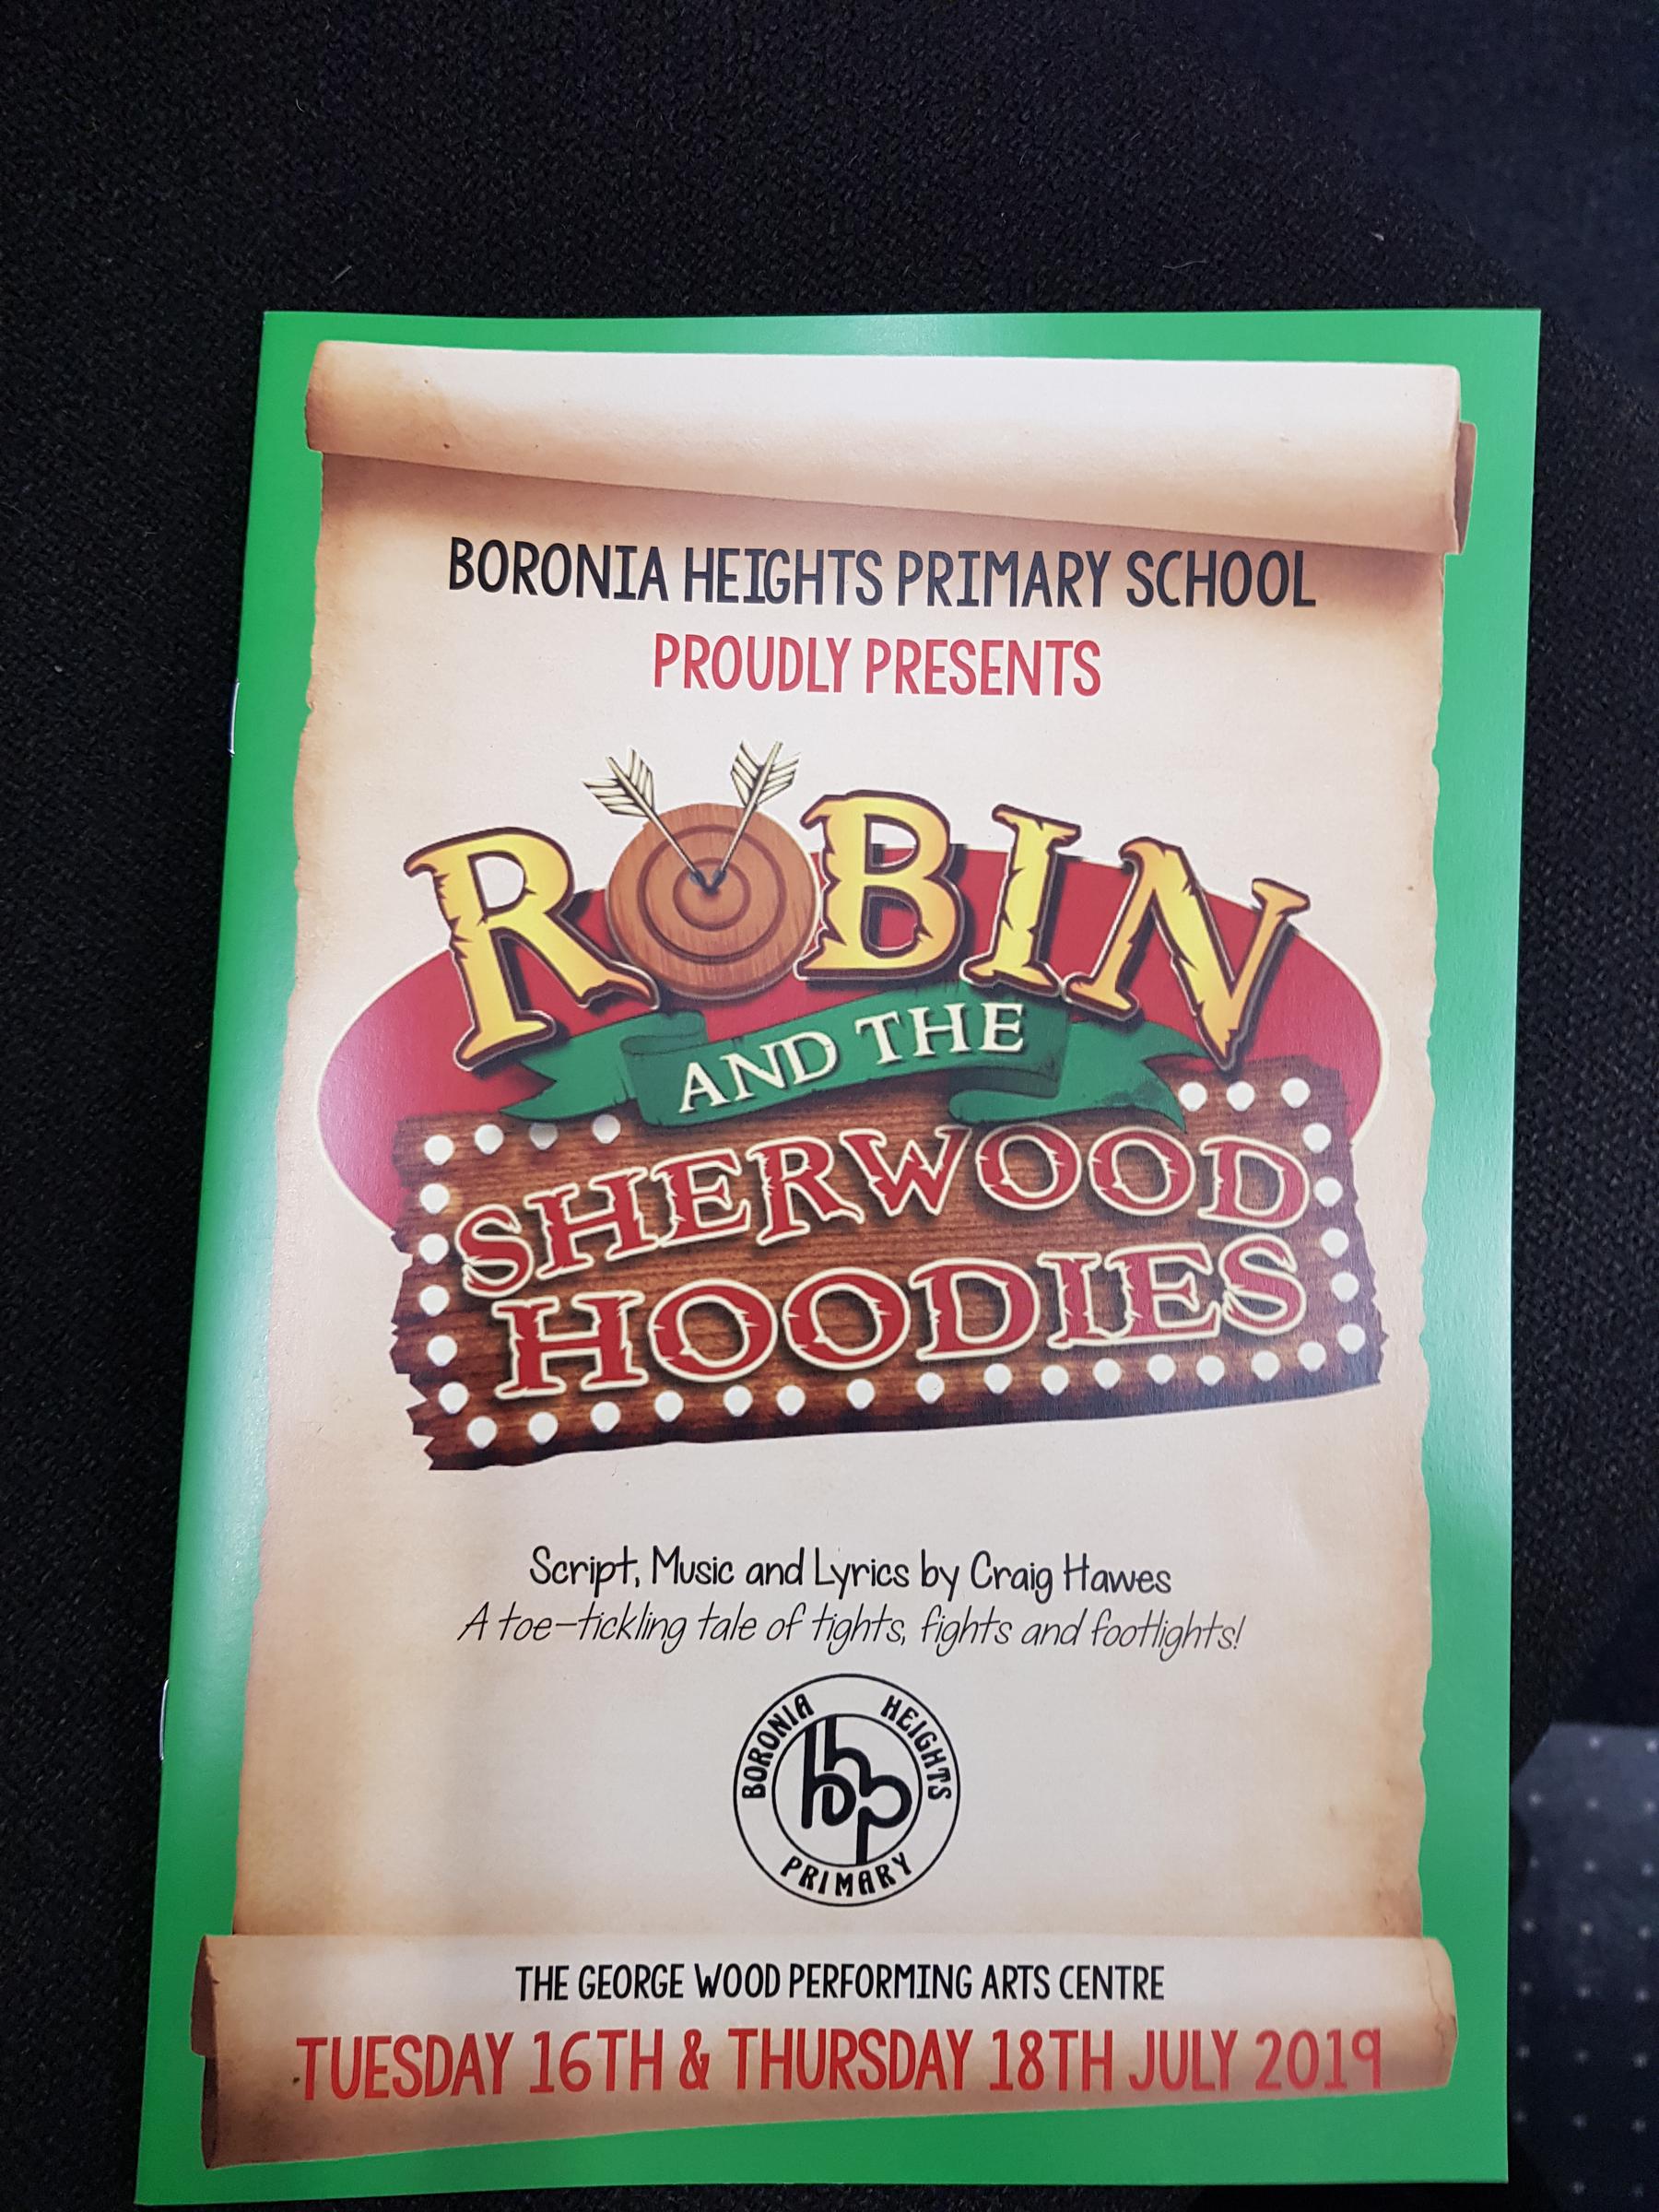 BORONIA HEIGHTS PRIMARY SCHOOL
PROUDLY PRESENTS
ROBIN
AND THE
SHERWOOD
HOODIES
Script, Music and Lyrics by Craig Hawes
A toe-tickling tale of tights, fights and footlights!
BORONIA HEIGHTS
bhp
PRIMARY
THE GEORGE WOOD PERFORMING ARTS CENTRE
TUESDAY 16TH & THURSDAY 18TH JULY 2019